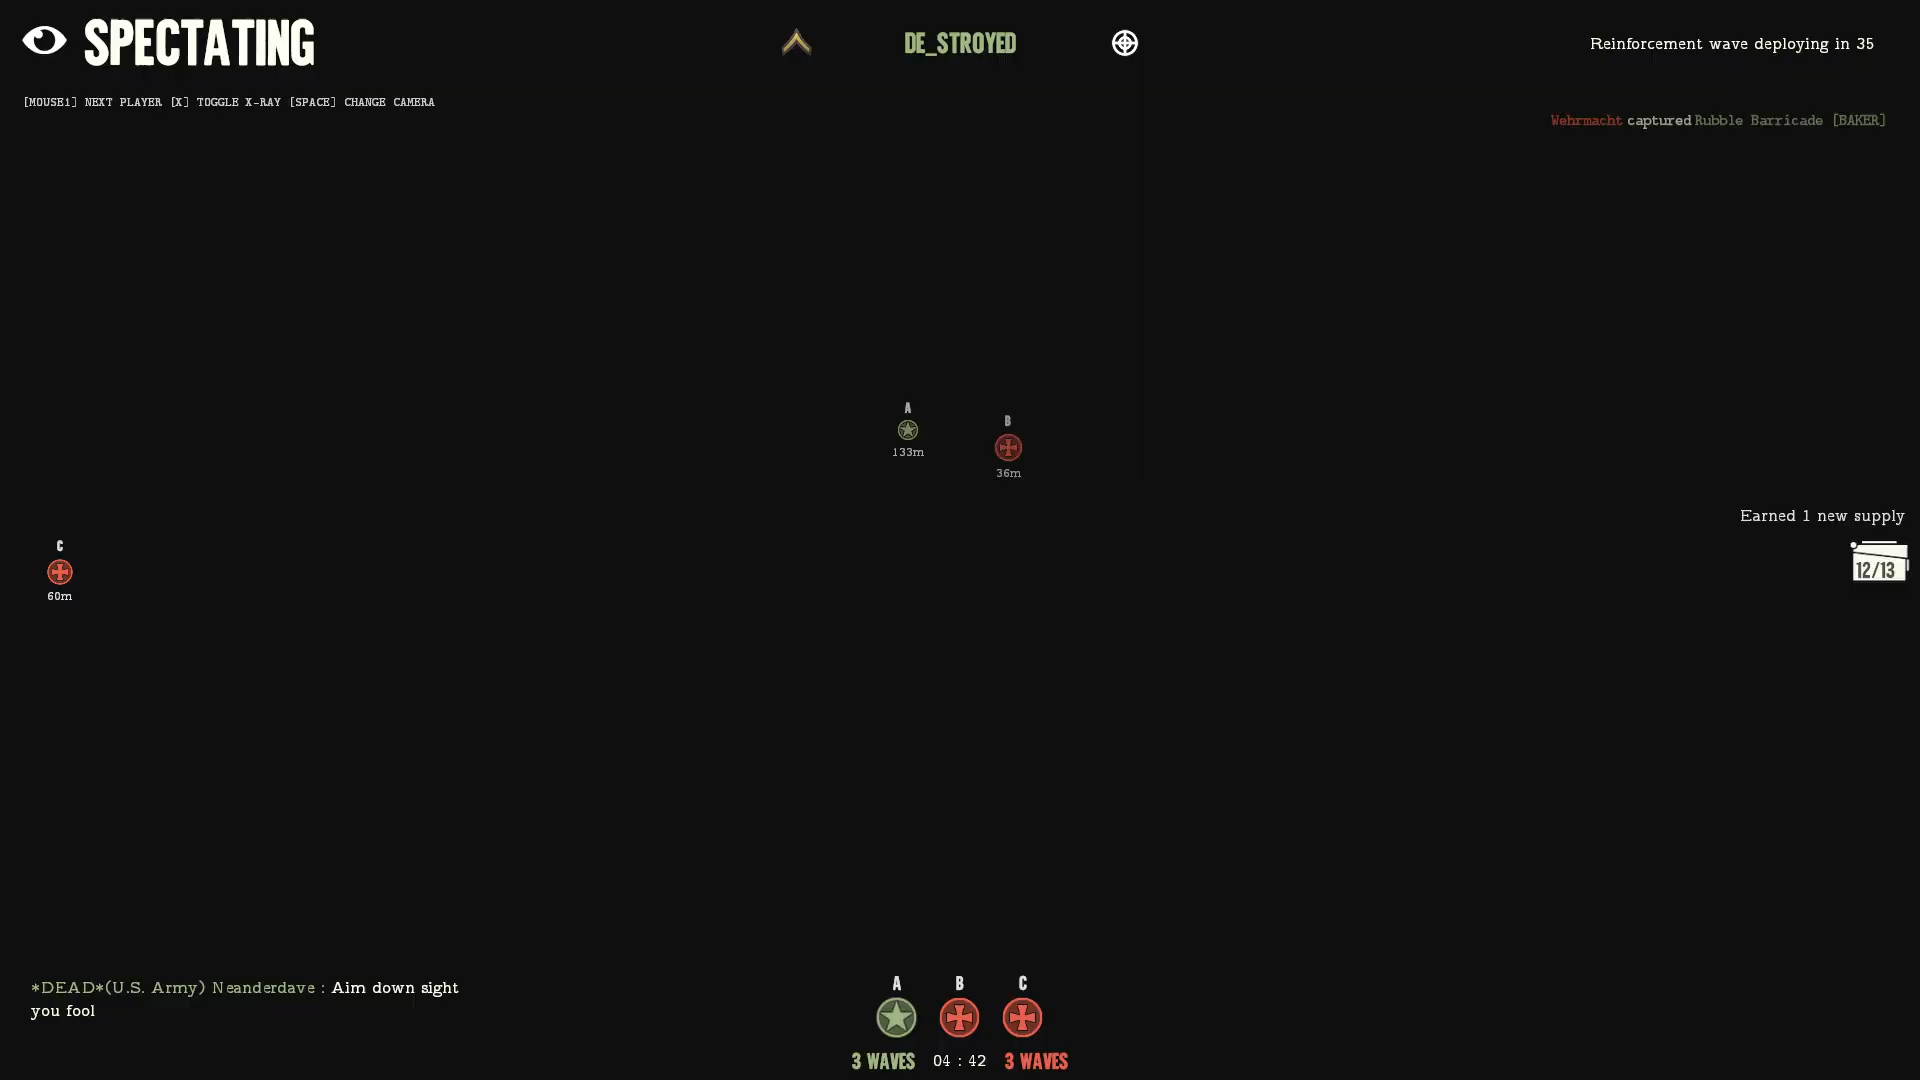 SPECTATING
DE_STROYED
Reinforcement wave deploying in 35
[MOUSE1] NEXT PLAYER [X] TOGGLE X-RAY [SPACE] CHANGE CAMERA
Wehrmacht captured Rubble Barricade [BAKER]
A
133m
B
36m
Earned 1 new supply
12/13
C
60m
*DEAD*(U.S. Army) Neanderdave : Aim down sight
you fool
A B C
3 WAVES 04 : 42 3 WAVES